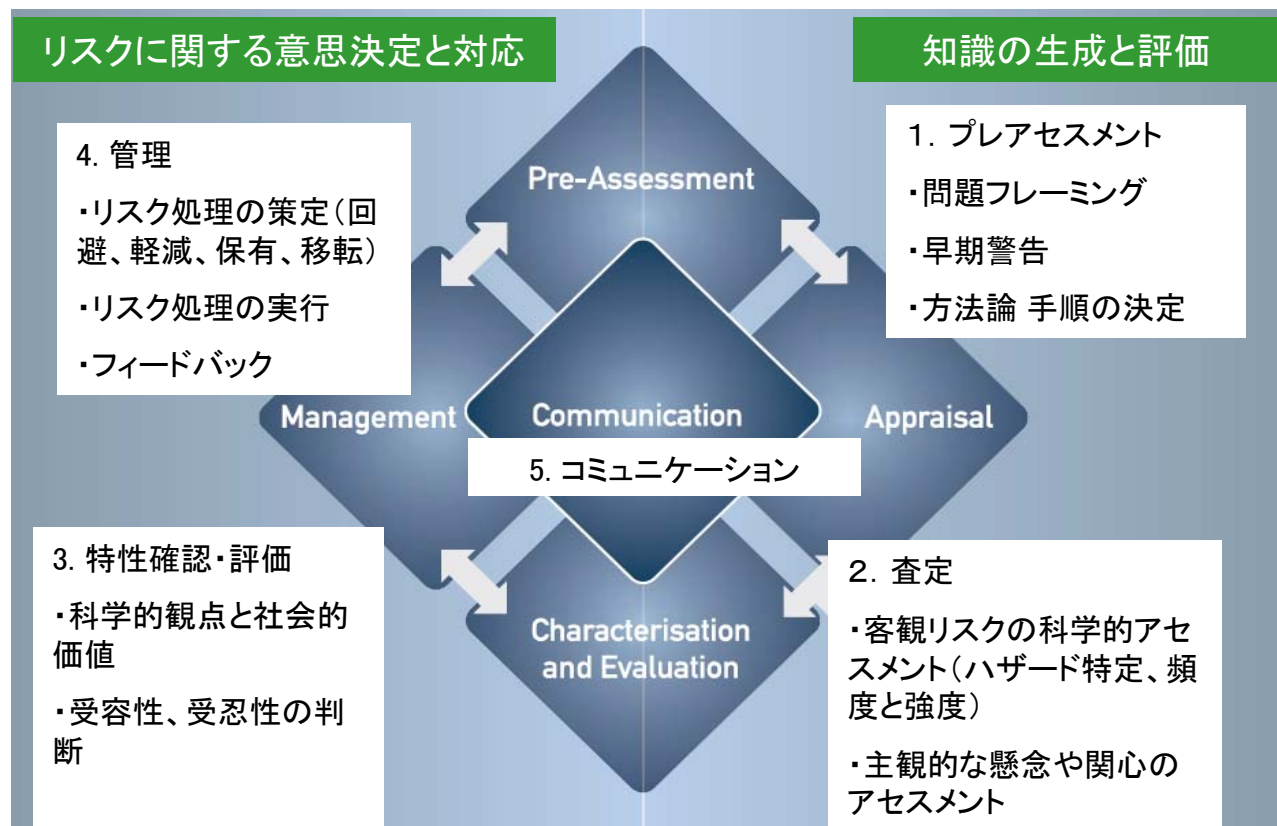 リスクに関する意思決定と対応
知識の生成と評価
4. 管理
・リスク処理の策定（回
避、軽減、保有、移転）
・リスク処理の実行
・フィードバック
Pre-Assessment
1. プレアセスメント
・問題フレーミング
・早期警告
・方法論 手順の決定
Management
Communication
Appraisal
5. コミュニケーション
3. 特性確認・評価
・科学的観点と社会的
価値
・受容性、受忍性の判
断
Characterisation
and Evaluation
2. 査定
・客観リスクの科学的アセ
スメント（ハザード特定、頻
度と強度）
・主観的な懸念や関心の
アセスメント